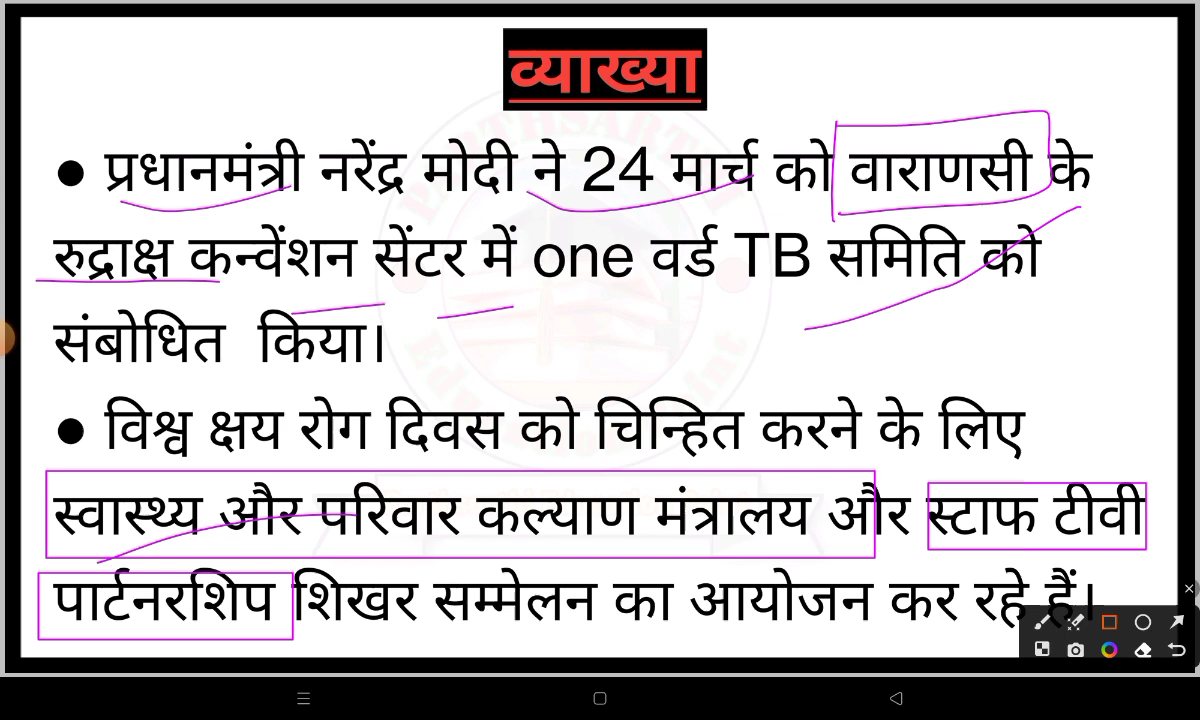 व्याख्या
● प्रधानमंत्री नरेंद्र मोदी ने 24 मार्च को वाराणसी के
रुद्राक्ष कन्वेंशन सेंटर में one वर्ड TB समिति को
संबोधित किया।
● विश्व क्षय रोग दिवस को चिन्हित करने के लिए
स्वास्थ्य और परिवार कल्याण मंत्रालय और स्टाफ टीवी
पार्टनरशिप शिखर सम्मेलन का आयोजन कर रहे हैं।